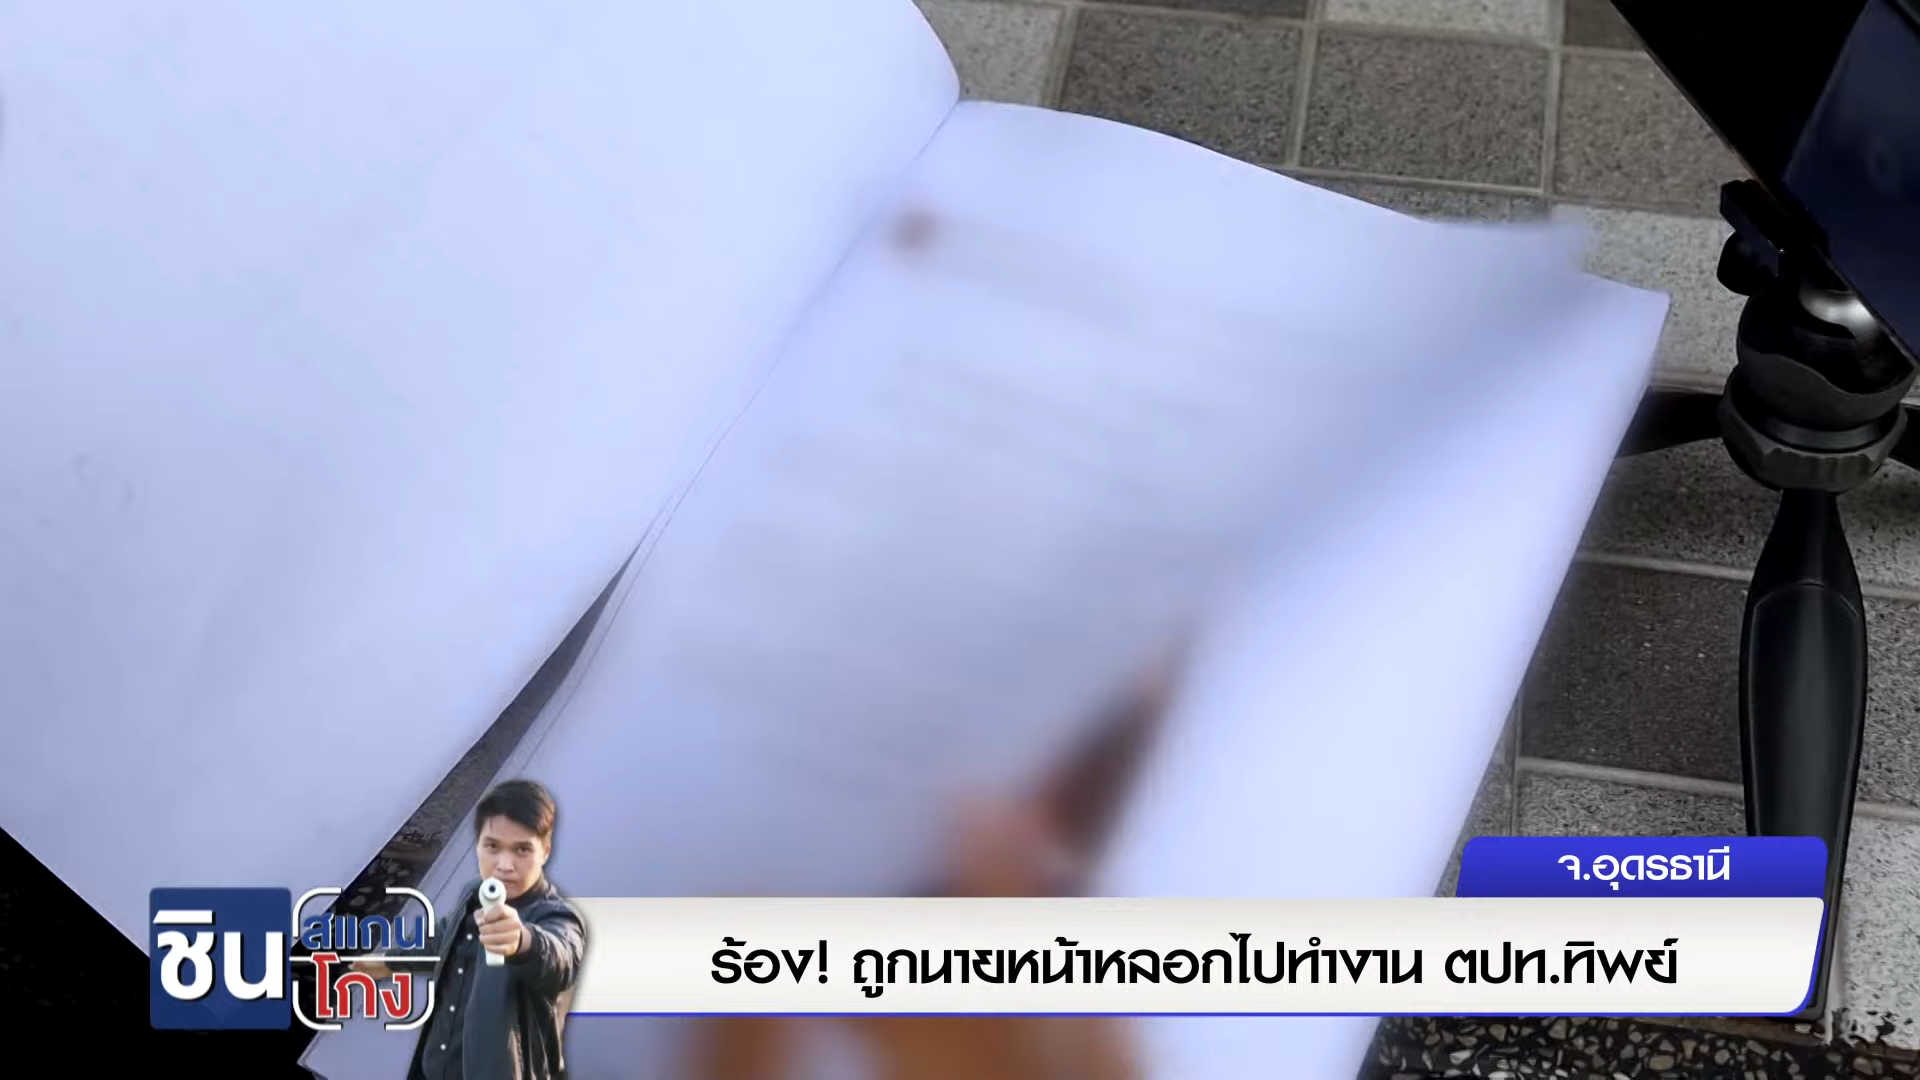 จ.อุดรธานี
ชิน
สแกน
โกง
ร้อง! ถูกนายหน้าหลอกไปทำงาน ตปท.ทิพย์